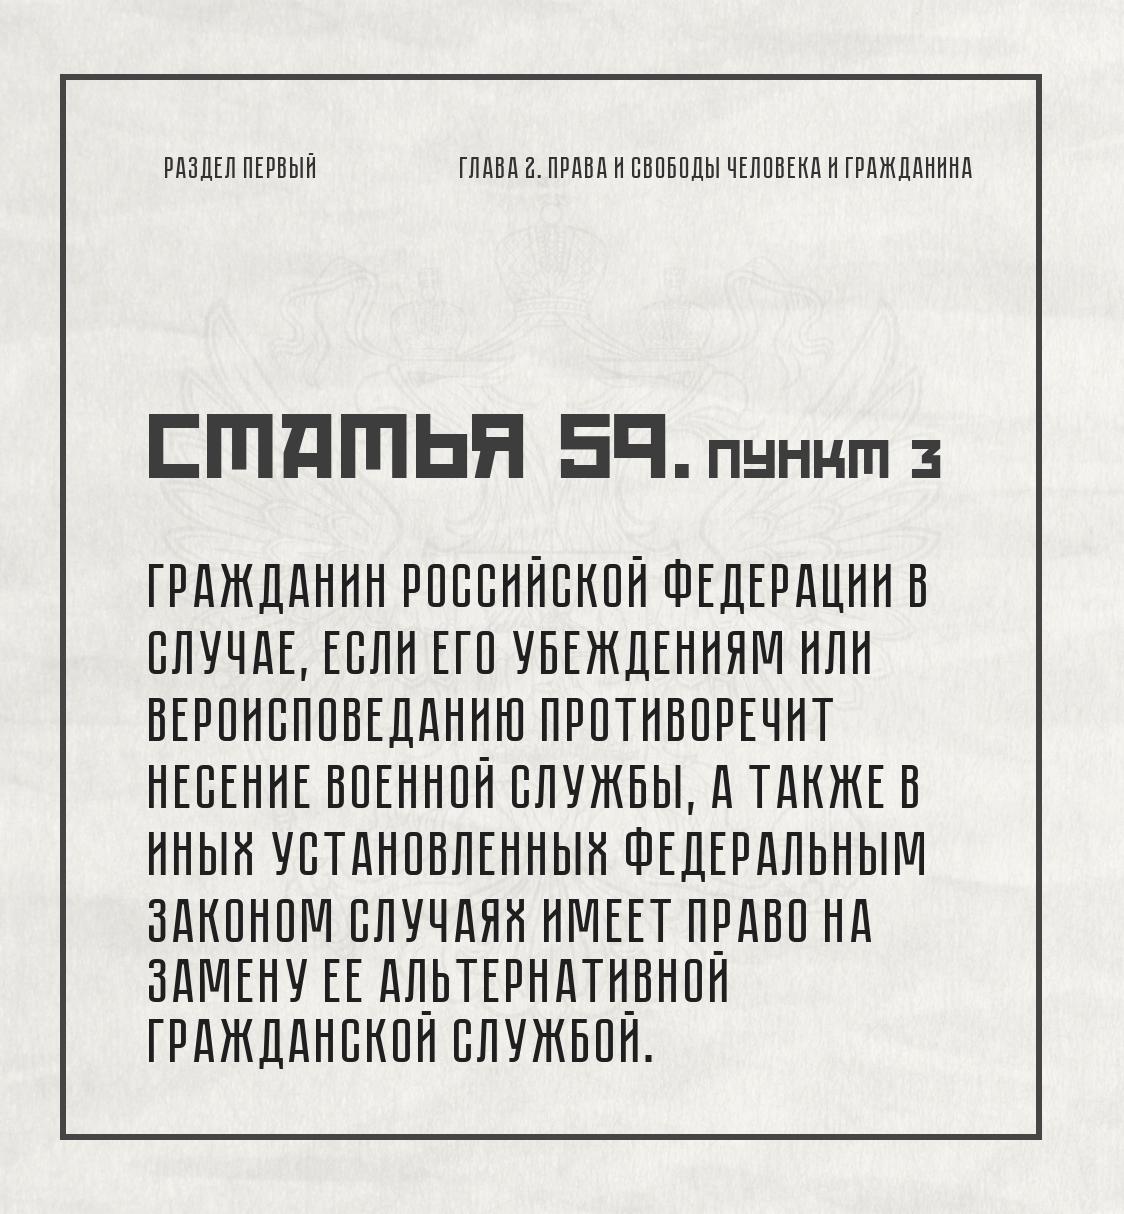 РАЗДЕЛ ПЕРВЫЙ
ГЛАВА 2. ПРАВА И СВОБОДЫ ЧЕЛОВЕКА И ГРАЖДАНИНА
СТАТЬЯ 59. ПУНКТ 3
ГРАЖДАНИН РОССИЙСКОЙ ФЕДЕРАЦИИ В
СЛУЧАЕ, ЕСЛИ ЕГО УБЕЖДЕНИЯМ ИЛИ
ВЕРОИСПОВЕДАНИЮ ПРОТИВОРЕЧИТ
НЕСЕНИЕ ВОЕННОЙ СЛУЖБЫ, А ТАКЖЕ В
ИНЫХ УСТАНОВЛЕННЫХ ФЕДЕРАЛЬНЫМ
ЗАКОНОМ СЛУЧАЯХ ИМЕЕТ ПРАВО НА
ЗАМЕНУ ЕЕ АЛЬТЕРНАТИВНОЙ
ГРАЖДАНСКОЙ СЛУЖБОЙ.